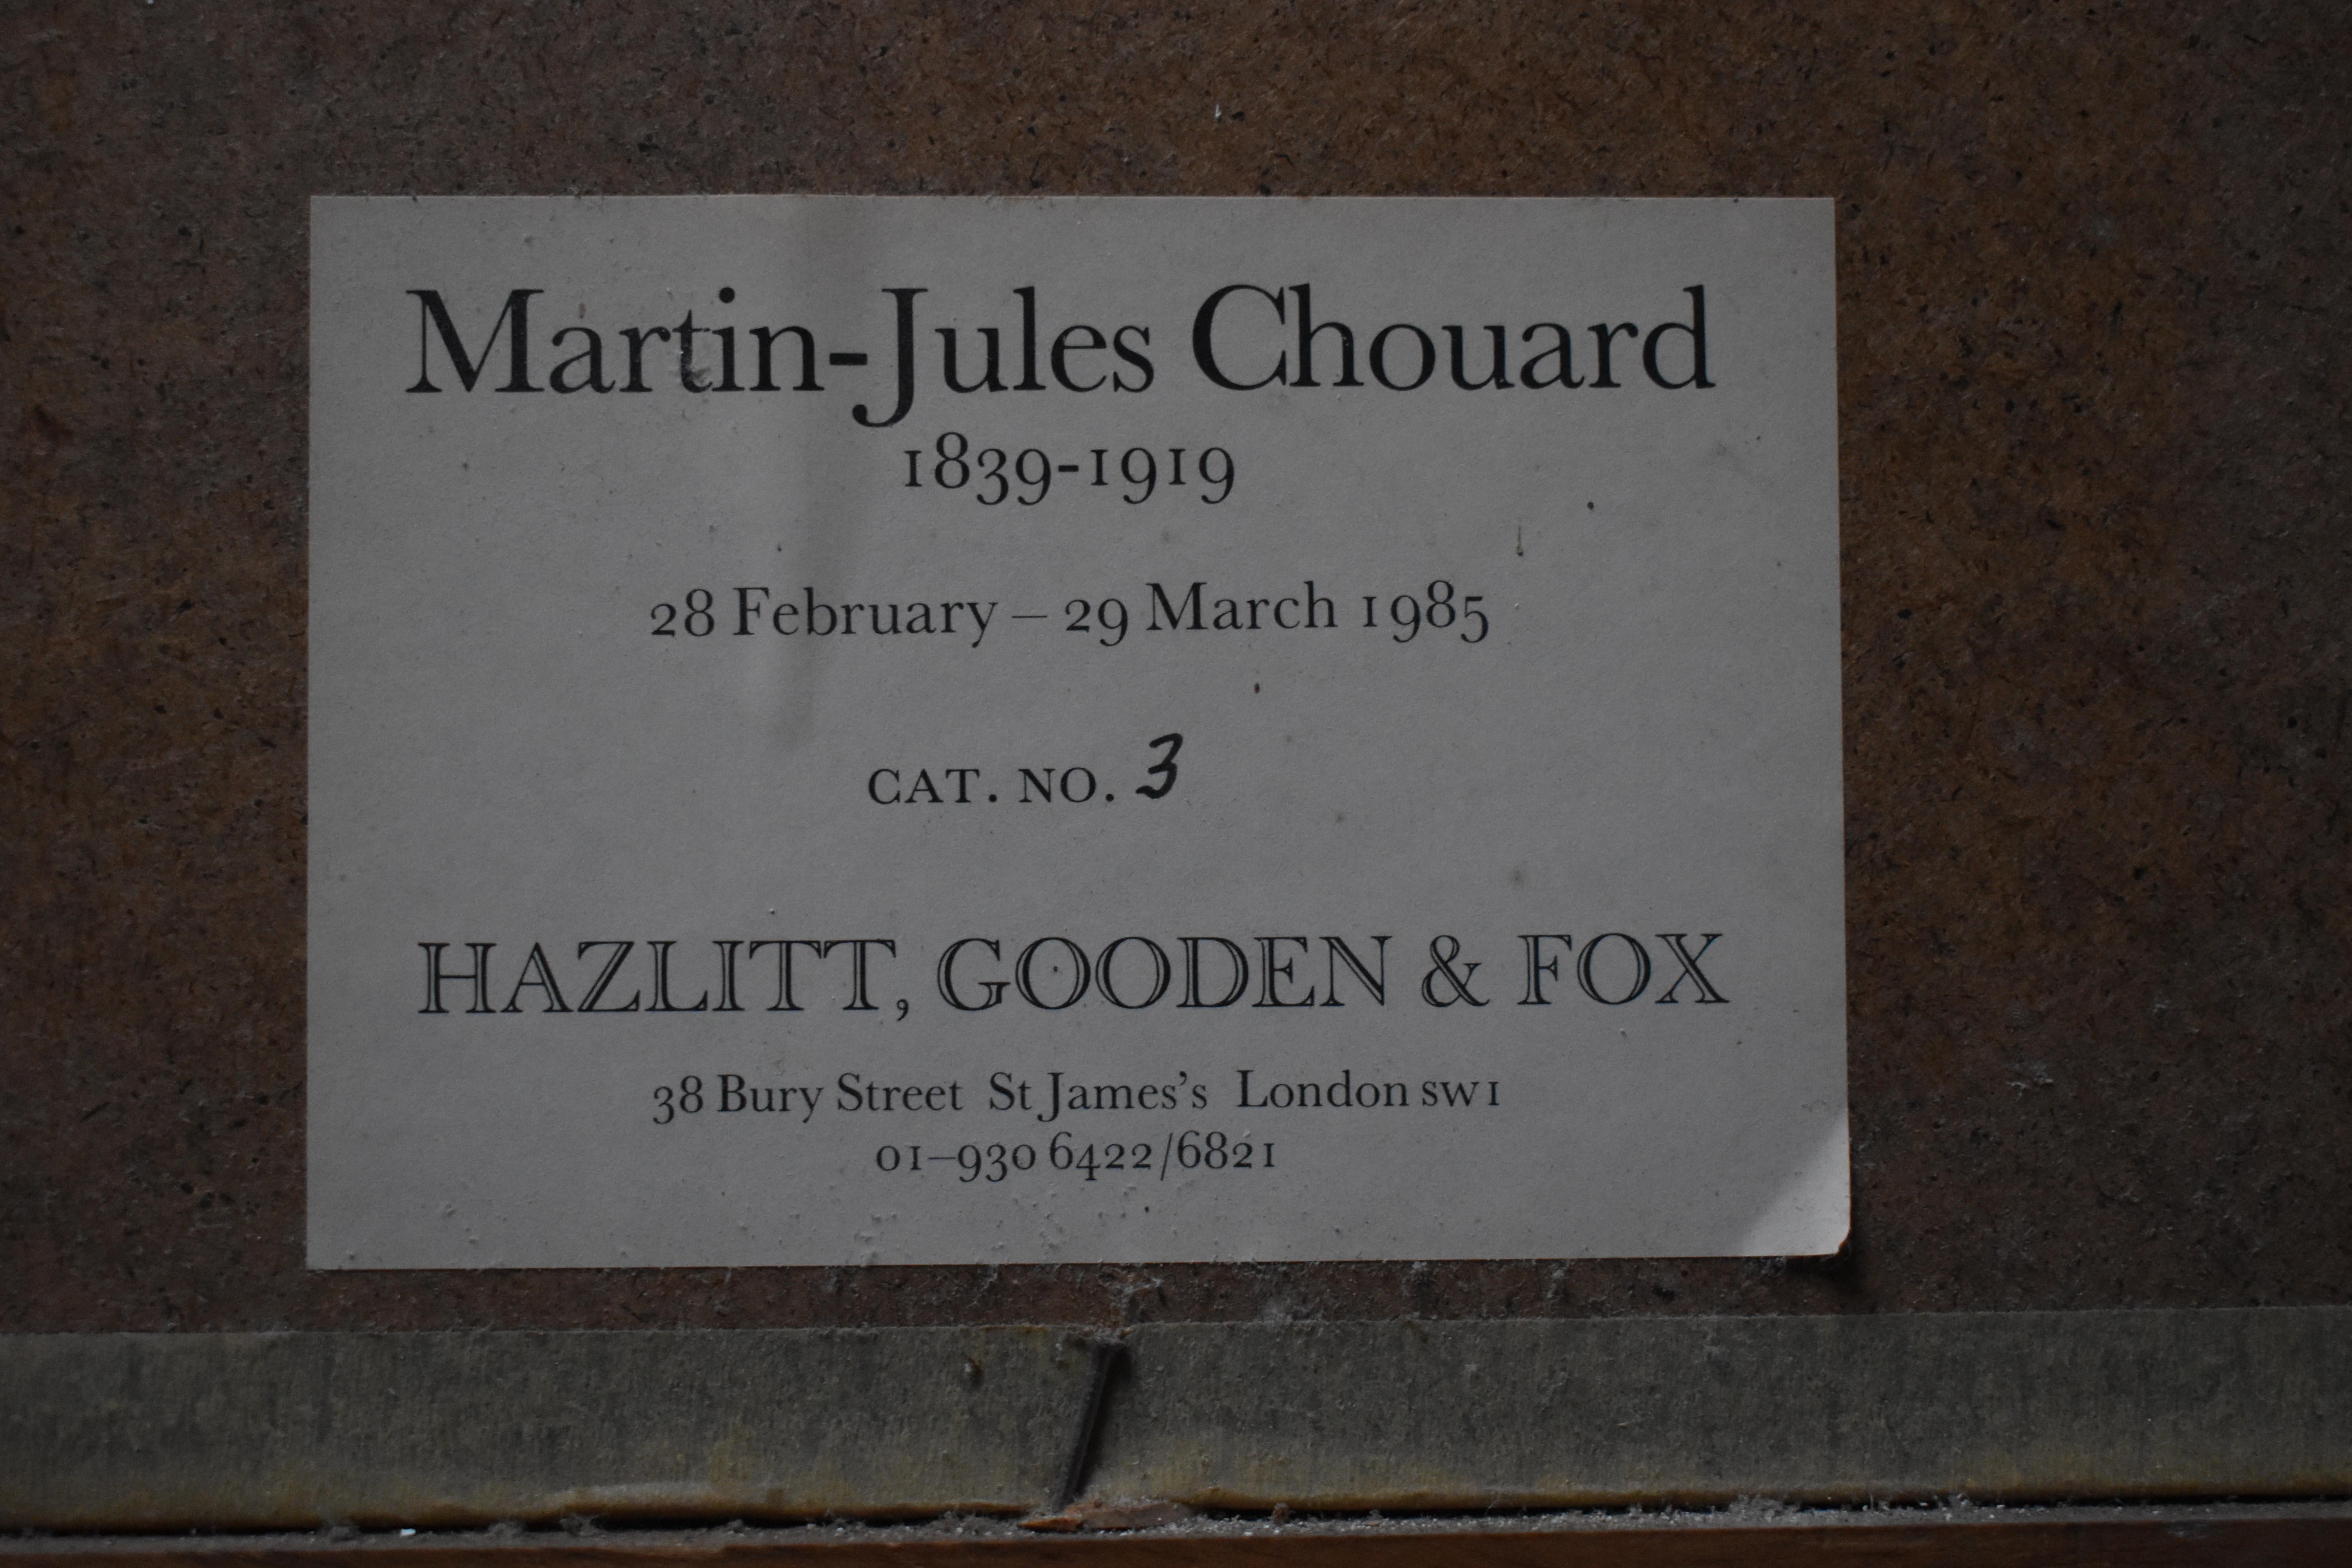 Martin-Jules Chouard
1839-1919
28 February – 29 March 1985
CAT. NO. 3
HAZLITT, GOODEN & FOX
38 Bury Street St James's London SW1
01–930 6422/6821